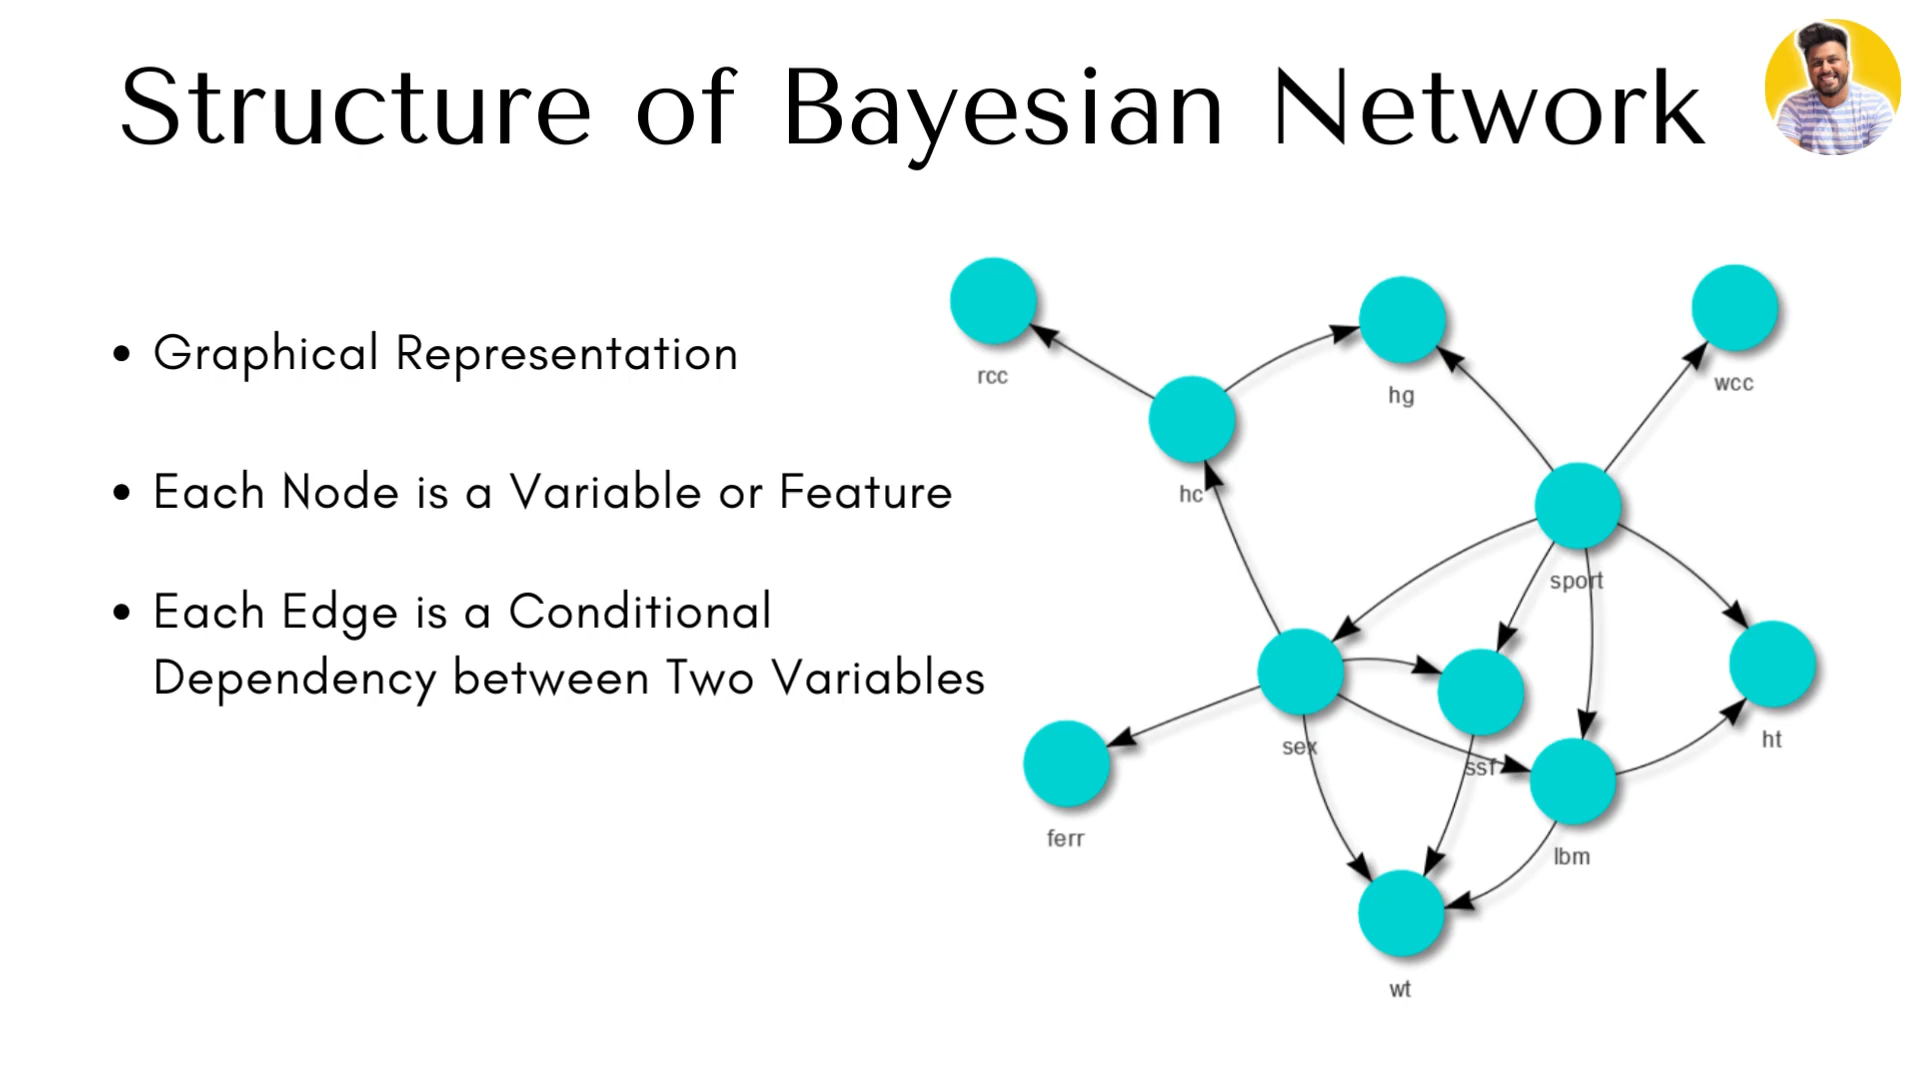 Structure of Bayesian Network
• Graphical Representation
• Each Node is a Variable or Feature
• Each Edge is a Conditional
Dependency between Two Variables
rcc
hg
wcc
hc
sport
sex
ssf
ht
ferr
lbm
wt